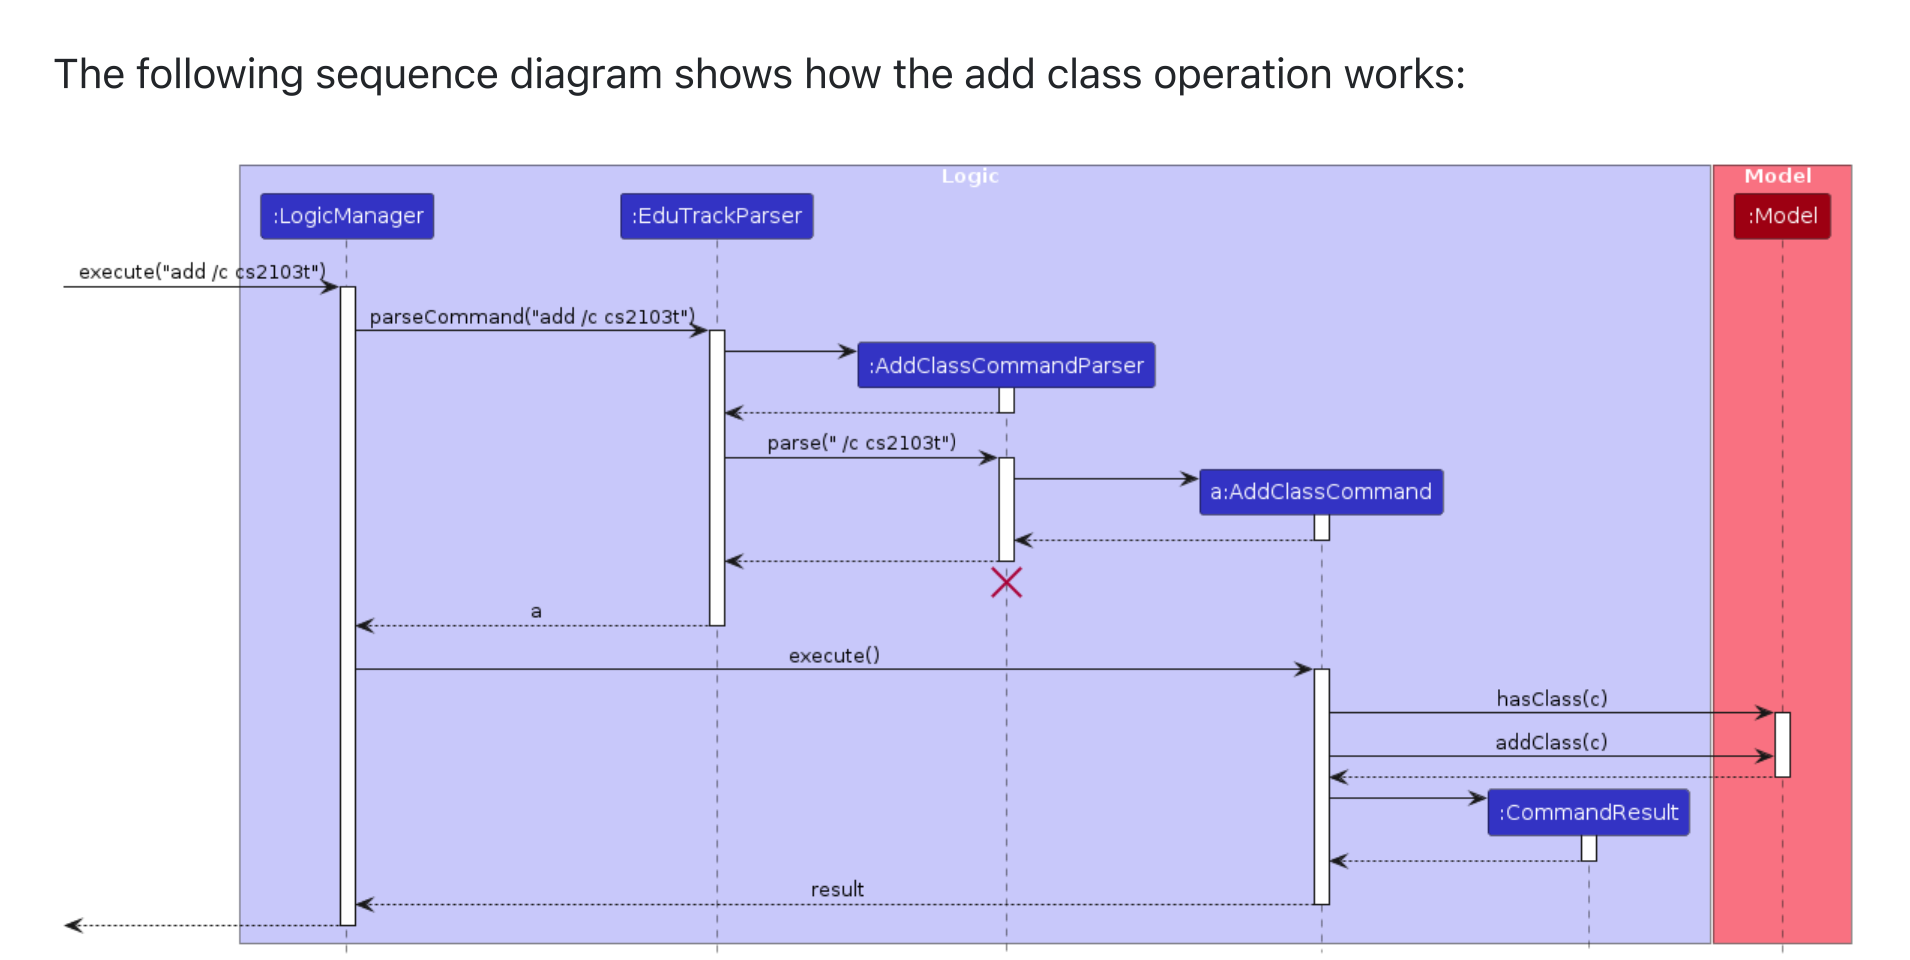 The following sequence diagram shows how the add class operation works:
Logic
Model
:LogicManager
:EduTrackParser
:Model
execute("add /c cs2103t")
parseCommand("add /c cs2103t")
:AddClassCommandParser
parse(" /c cs2103t")
a:AddClassCommand
a
execute()
hasClass(c)
addClass(c)
:CommandResult
result